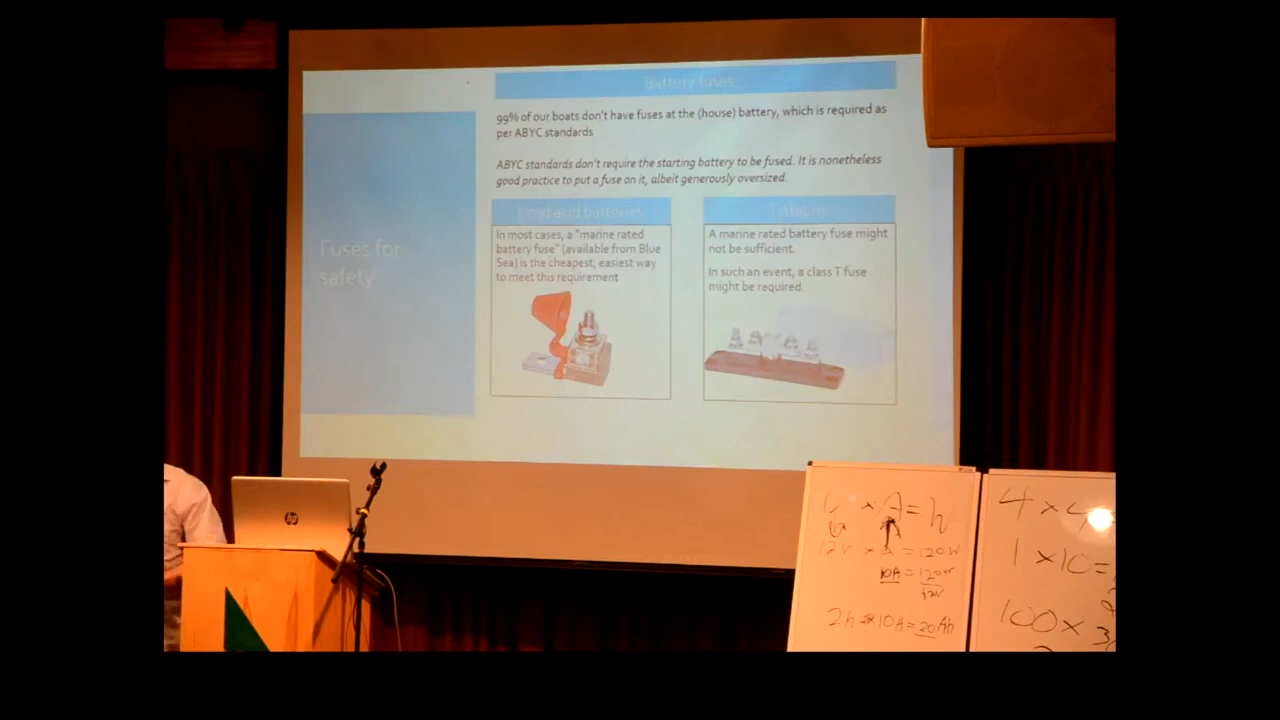 Battery fuses
99% of our boats don't have fuses at the (house) battery, which is required as
per ABYC standards
ABYC standards don't require the starting battery to be fused. It is nonetheless
good practice to put a fuse on it, albeit generously oversized.
Fuses for
safety
Lead acid batteries
In most cases, a "marine rated
battery fuse" (available from Blue
Sea) is the cheapest, easiest way
to meet this requirement
Lithium
A marine rated battery fuse might
not be sufficient.
In such an event, a class T fuse
might be required.
hp
× A = h
12v × = 120W
10A = 120W
12V
2h × 10A = 20Ah
4 ×
1 × 10 =
100 ×